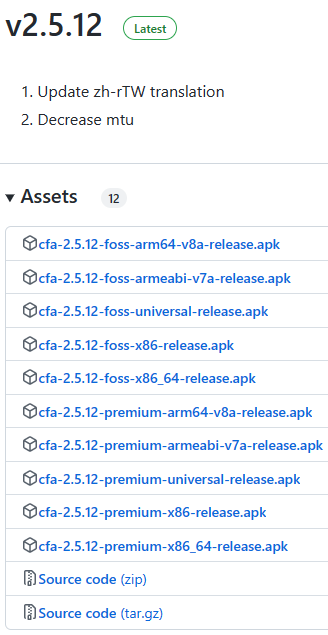 v2.5.12 Latest
1. Update zh-rTW translation
2. Decrease mtu
Assets 12
cfa-2.5.12-foss-arm64-v8a-release.apk
cfa-2.5.12-foss-armeabi-v7a-release.apk
cfa-2.5.12-foss-universal-release.apk
cfa-2.5.12-foss-x86-release.apk
cfa-2.5.12-foss-x86_64-release.apk
cfa-2.5.12-premium-arm64-v8a-release.apk
cfa-2.5.12-premium-armeabi-v7a-release.apk
cfa-2.5.12-premium-universal-release.apk
cfa-2.5.12-premium-x86-release.apk
cfa-2.5.12-premium-x86_64-release.apk
Source code (zip)
Source code (tar.gz)